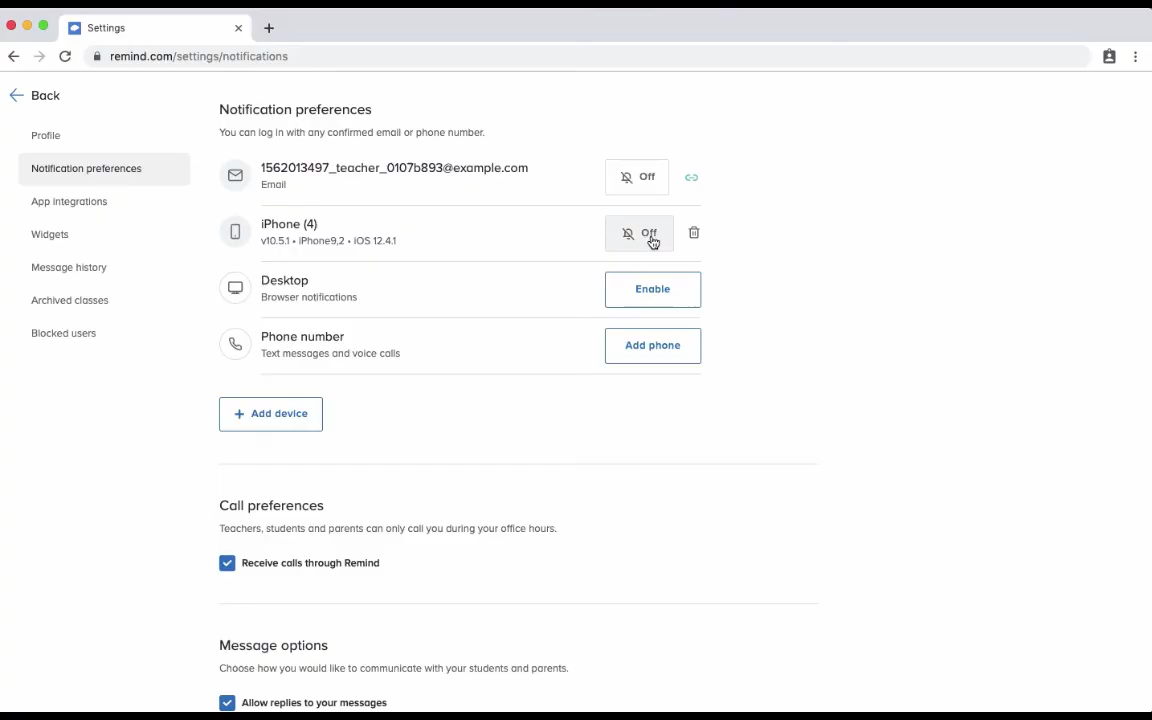 Settings
remind.com/settings/notifications
Back
Profile
Notification preferences
App integrations
Widgets
Message history
Archived classes
Blocked users
Notification preferences
You can log in with any confirmed email or phone number.
1562013497_teacher_0107b893@example.com
Email
Off
iPhone (4)
v10.5.1 • iPhone9,2 • iOS 12.4.1
Off
Desktop
Browser notifications
Enable
Phone number
Text messages and voice calls
Add phone
+ Add device
Call preferences
Teachers, students and parents can only call you during your office hours.
Receive calls through Remind
Message options
Choose how you would like to communicate with your students and parents.
Allow replies to your messages